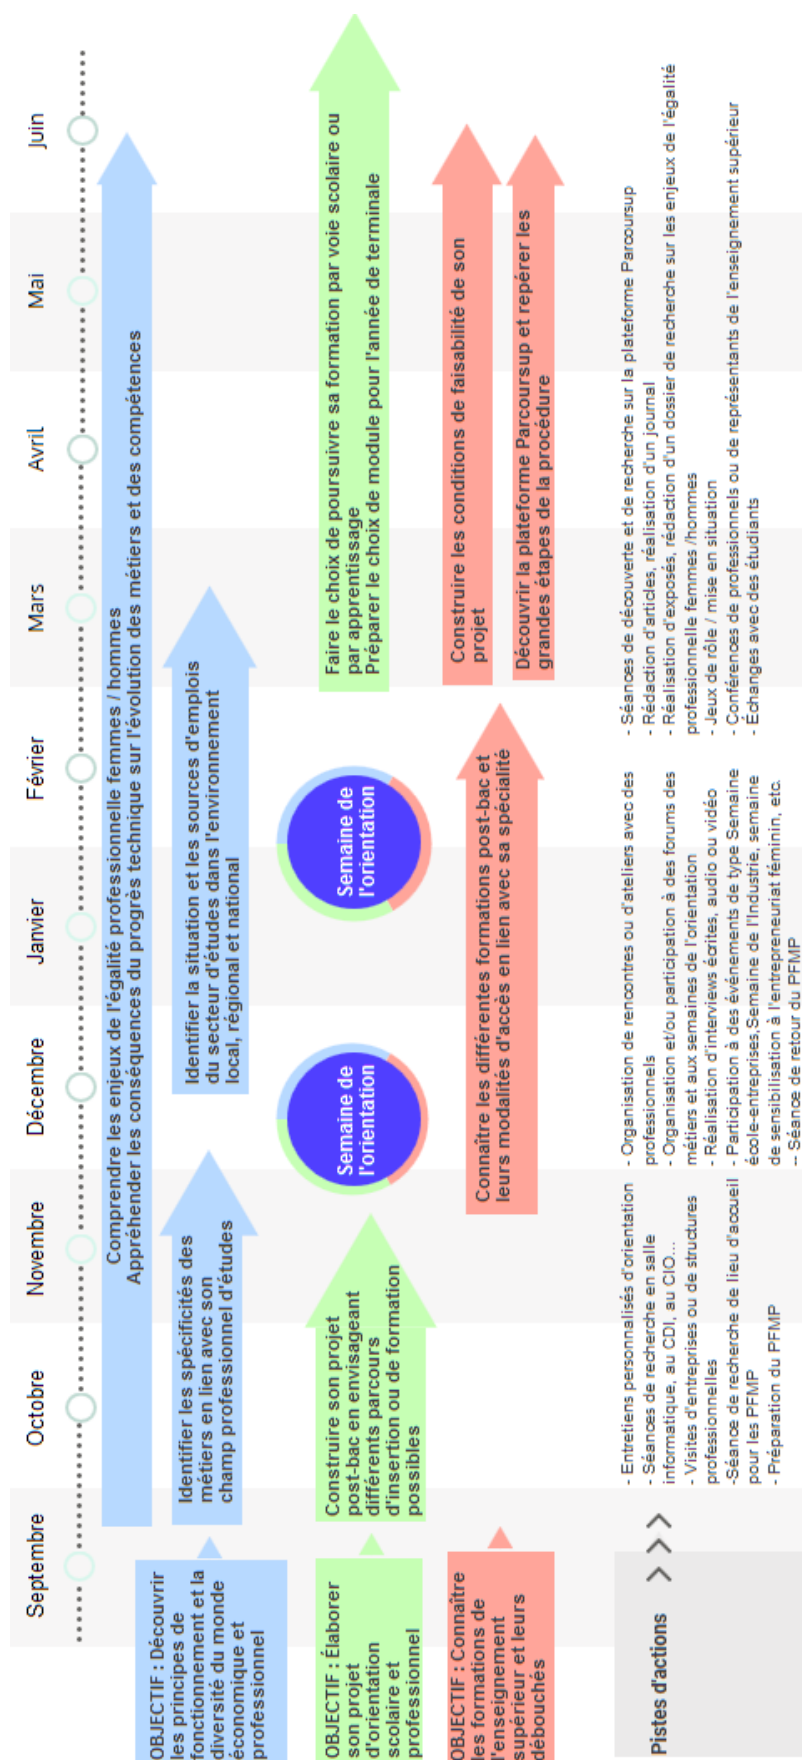 Septembre
Octobre
Novembre
Décembre
Janvier
Février
Mars
Avril
Mai
Juin
OBJECTIF : Découvrir
les principes de
fonctionnement et la
diversité du monde
économique et
professionnel
Comprendre les enjeux de l'égalité professionnelle femmes / hommes
Appréhender les conséquences du progrès technique sur l'évolution des métiers et des compétences
Identifier les spécificités des
métiers en lien avec son
champ professionnel d'études
Identifier la situation et les sources d'emplois
du secteur d'études dans l'environnement
local, régional et national
OBJECTIF : Élaborer
son projet
d'orientation
scolaire et
professionnel
Construire son projet
post-bac en envisageant
différents parcours
d'insertion ou de formation
possibles
Semaine de
l'orientation
Semaine de
l'orientation
Faire le choix de poursuivre sa formation par voie scolaire ou
par apprentissage
Préparer le choix de module pour l'année de terminale
OBJECTIF : Connaître
les formations de
l'enseignement
supérieur et leurs
débouchés
Connaître les différentes formations post-bac et
leurs modalités d'accès en lien avec sa spécialité
Construire les conditions de faisabilité de son
projet
Découvrir la plateforme Parcoursup et repérer les
grandes étapes de la procédure
Pistes d'actions
- Entretiens personnalisés d'orientation
- Séances de recherche en salle
informatique, au CDI, au CIO...
- Visites d'entreprises ou de structures
professionnelles
-Séance de recherche de lieu d'accueil
pour les PFMP
- Préparation du PFMP
- Organisation de rencontres ou d'ateliers avec des
professionnels
- Organisation et/ou participation à des forums des
métiers et aux semaines de l'orientation
- Réalisation d'interviews écrites, audio ou vidéo
- Participation à des événements de type Semaine
école-entreprises,Semaine de l'Industrie, semaine
de sensibilisation à l'entrepreneuriat féminin, etc.
-- Séance de retour du PFMP
- Séances de découverte et de recherche sur la plateforme Parcoursup
- Rédaction d'articles, réalisation d'un journal
- Réalisation d'exposés, rédaction d'un dossier de recherche sur les enjeux de l'égalité
professionnelle femmes /hommes
- Jeux de rôle / mise en situation
- Conférences de professionnels ou de représentants de l'enseignement supérieur
- Échanges avec des étudiants